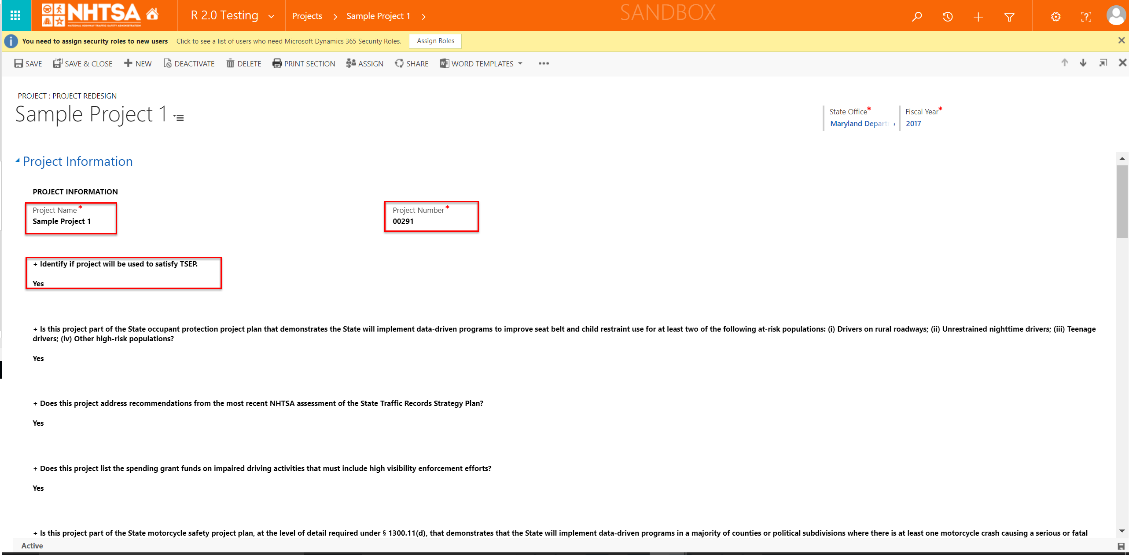 NHTSA
R 2.0 Testing
Projects
Sample Project 1
SANDBOX
You need to assign security roles to new users
Click to see a list of users who need Microsoft Dynamics 365 Security Roles.
Assign Roles
SAVE
SAVE & CLOSE
NEW
DEACTIVATE
DELETE
PRINT SECTION
ASSIGN
SHARE
WORD TEMPLATES
PROJECT : PROJECT REDESIGN
Sample Project 1
State Office*
Maryland Depart
Fiscal Year*
2017
Project Information
PROJECT INFORMATION
Project Name*
Sample Project 1
Project Number*
00291
+ Identify if project will be used to satisfy TSEP.
Yes
+ Is this project part of the State occupant protection project plan that demonstrates the State will implement data-driven programs to improve seat belt and child restraint use for at least two of the following at-risk populations: (i) Drivers on rural roadways; (ii) Unrestrained nighttime drivers; (iii) Teenage
drivers; (iv) Other high-risk populations?
Yes
+ Does this project address recommendations from the most recent NHTSA assessment of the State Traffic Records Strategy Plan?
Yes
+ Does this project list the spending grant funds on impaired driving activities that must include high visibility enforcement efforts?
Yes
+ Is this project part of the State motorcycle safety project plan, at the level of detail required under § 1300.11(d), that demonstrates that the State will implement data-driven programs in a majority of counties or political subdivisions where there is at least one motorcycle crash causing a serious or fatal
Active